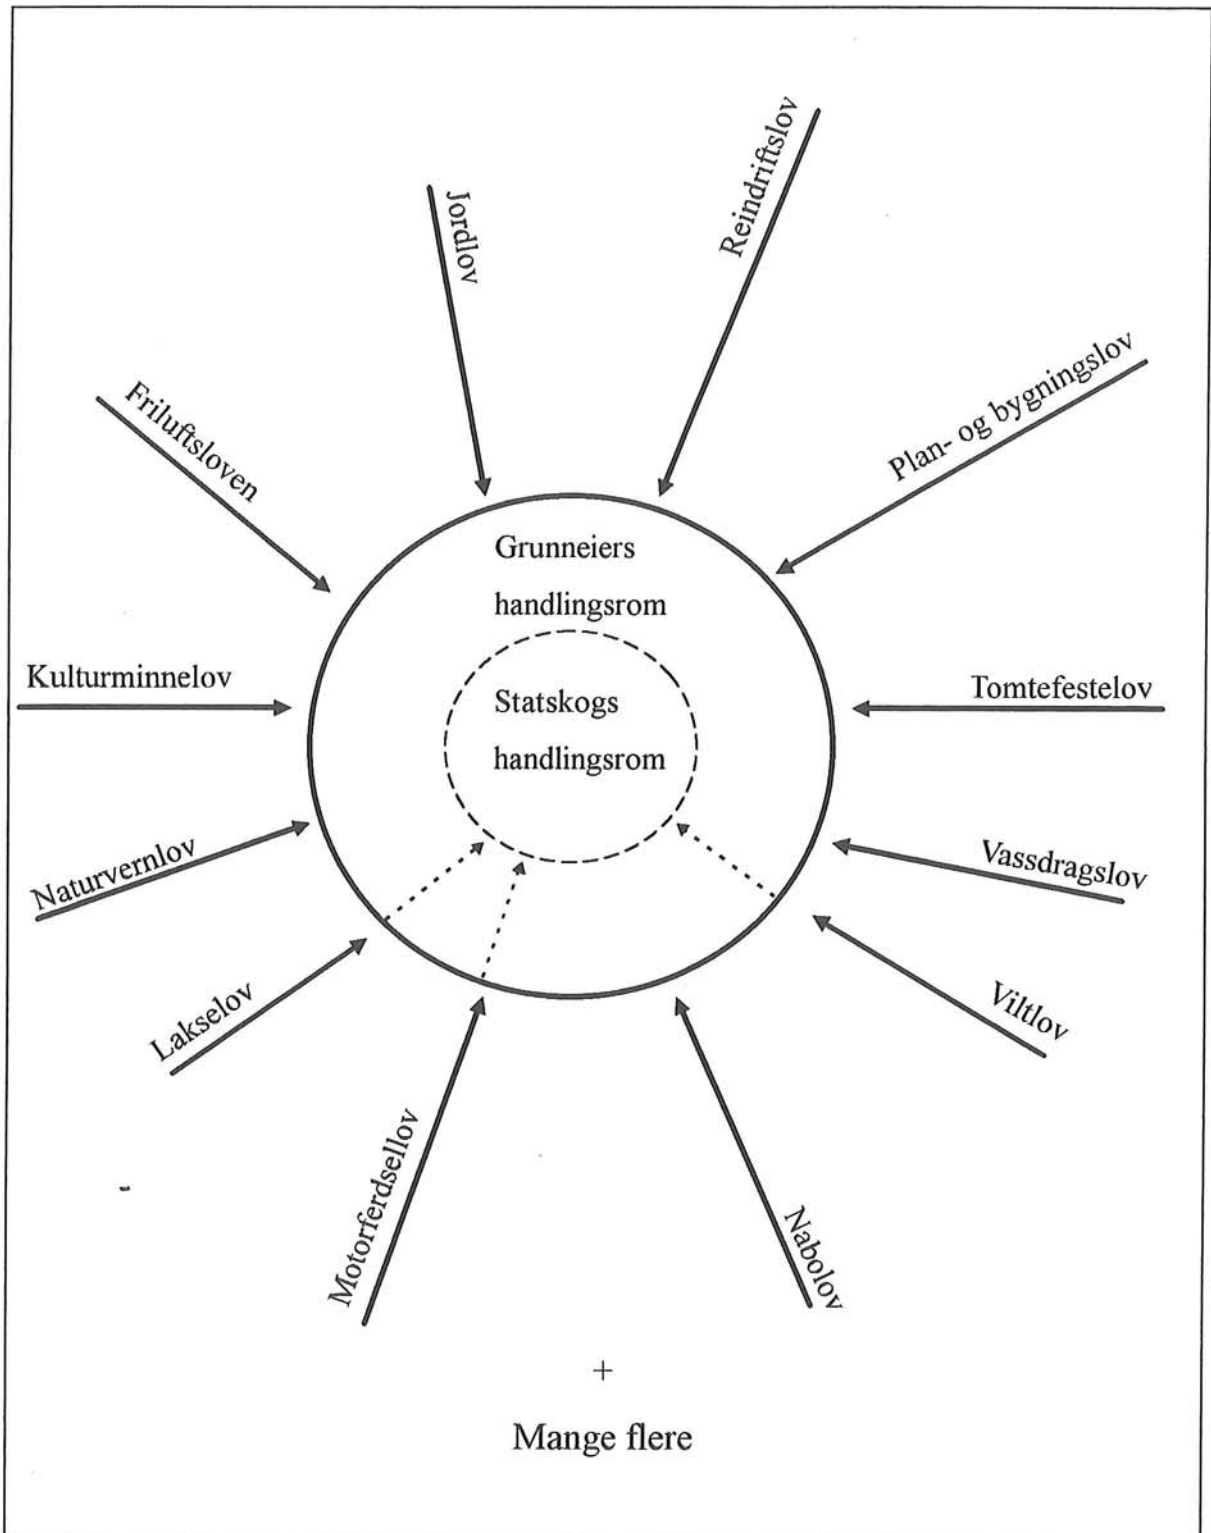 Reindriftslov
Jordlov
Plan- og bygningslov
Friluftsloven
Grunneiers
handlingsrom
Kulturminnelov
Statskogs
handlingsrom
Tomtefestelov
Naturvernlov
Vassdragslov
Lakselov
Viltlov
Motorferdsellov
Nabolov
+
Mange flere